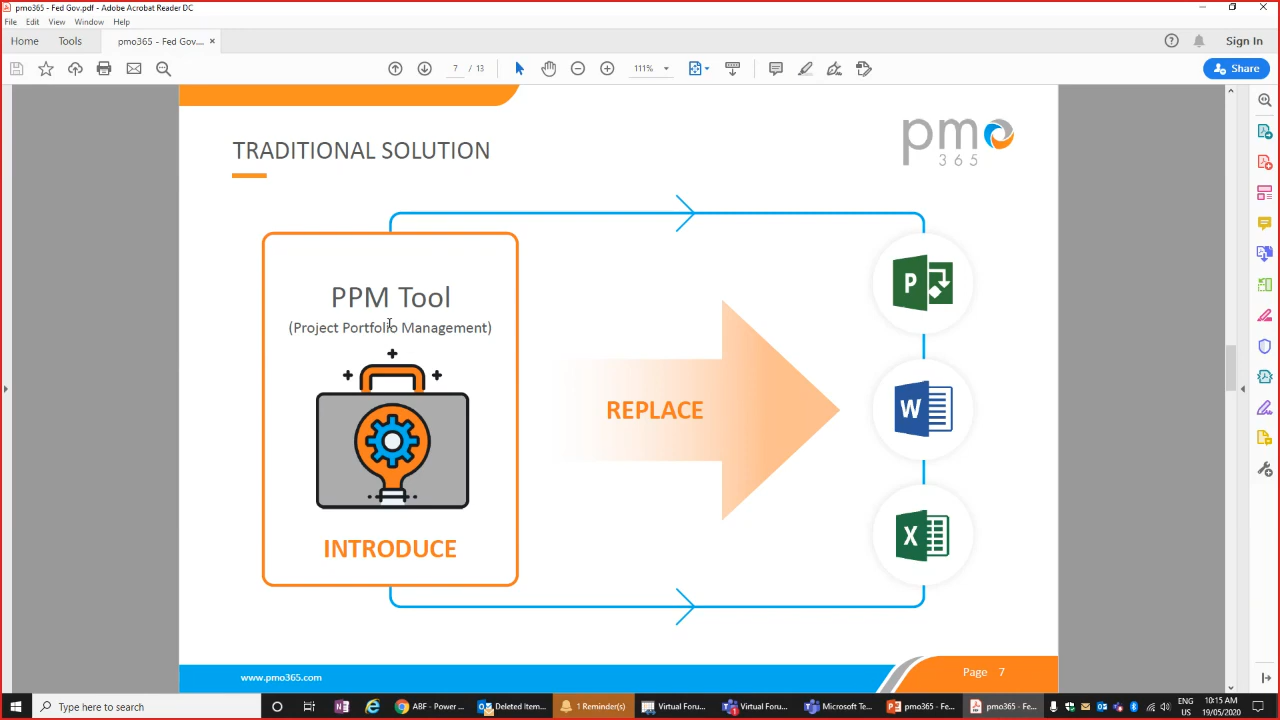 pmo365 - Fed Gov.pdf - Adobe Acrobat Reader DC
File Edit View Window Help
Home Tools pmo365 - Fed Gov.... × Sign In
7 / 13 111% Share
TRADITIONAL SOLUTION
pmo
365
PPM Tool
(Project Portfolio Management)
P
REPLACE
W
X
INTRODUCE
www.pmo365.com
Page 7
Type here to search
N
ABF - Power ...
Deleted Item...
1 Reminder(s)
Virtual Foru...
Virtual Foru...
Microsoft Te...
pmo365 - Fe...
pmo365 - Fe...
ENG
US
10:15 AM
19/05/2020